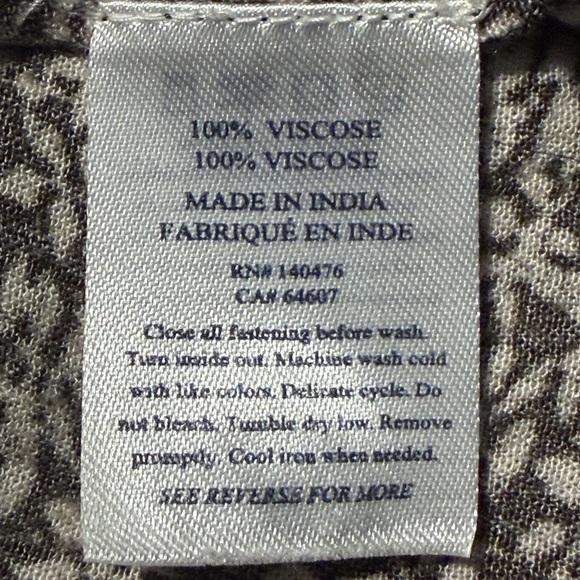 100% VISCOSE
100% VISCOSE
MADE IN INDIA
FABRIQUÉ EN INDE
RN# 140476
CA# 64607
Close all fastening before wash.
Turn inside out. Machine wash cold
with like colors. Delicate cycle. Do
not bleach. Tumble dry low. Remove
promptly. Cool iron when needed.
SEE REVERSE FOR MORE